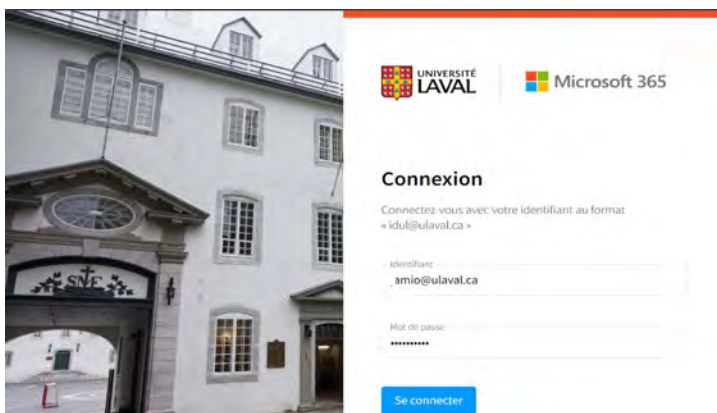 SME
UNIVERSITÉ
LAVAL
Microsoft 365
Connexion
Connectez-vous avec votre identifiant au format
« idul@ulaval.ca »
Identifiant
amio@ulaval.ca
Mot de passe
••••••••••
Se connecter